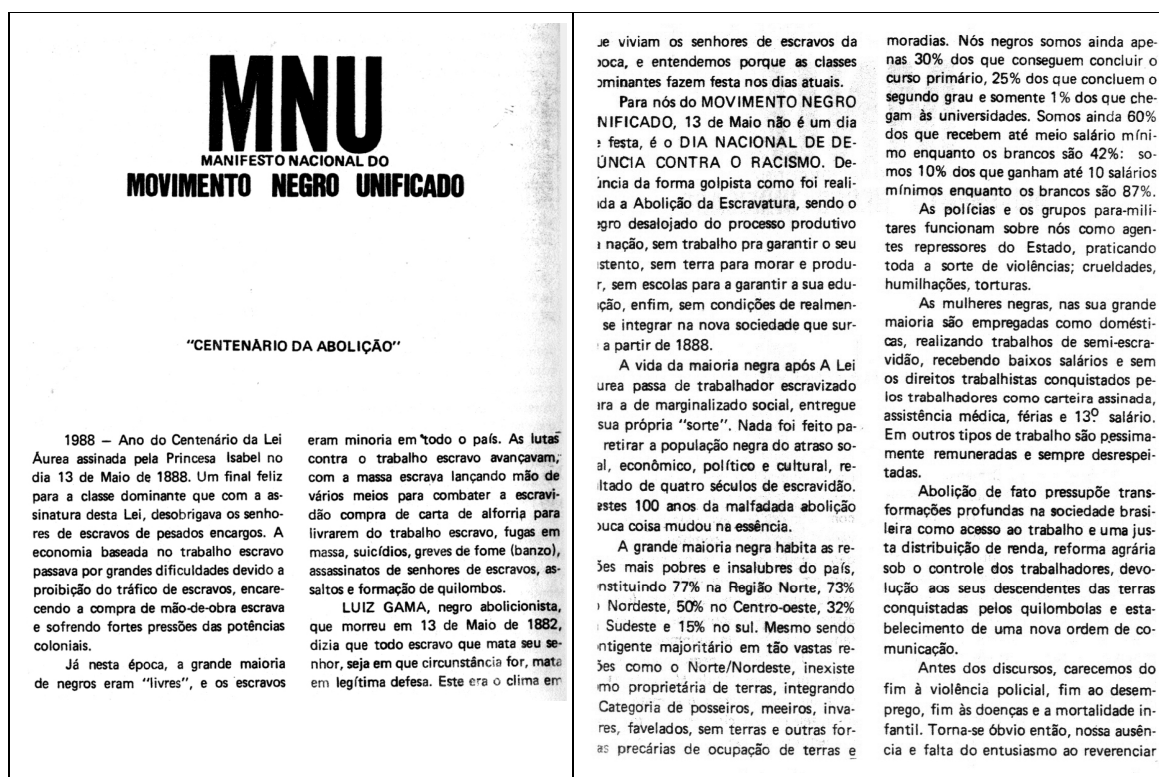 MNU
MANIFESTO NACIONAL DO
MOVIMENTO NEGRO UNIFICADO
"CENTENÁRIO DA ABOLIÇÃO"
1988 — Ano do Centenário da Lei
Áurea assinada pela Princesa Isabel no
dia 13 de Maio de 1888. Um final feliz
para a classe dominante que com a as-
sinatura desta Lei, desobrigava os senho-
res de escravos de pesados encargos. A
economia baseada no trabalho escravo
passava por grandes dificuldades devido a
proibição do tráfico de escravos, encare-
cendo a compra de mão-de-obra escrava
e sofrendo fortes pressões das potências
coloniais.
Já nesta época, a grande maioria
de negros eram "livres", e os escravos
eram minoria em todo o país. As lutas
contra o trabalho escravo avançavam,
com a massa escrava lançando mão de
vários meios para combater a escravi-
dão compra de carta de alforria para
livrarem do trabalho escravo, fugas em
massa, suicídios, greves de fome (banzo),
assassinatos de senhores de escravos, as-
saltos e formação de quilombos.
LUIZ GAMA, negro abolicionista,
que morreu em 13 de Maio de 1882,
dizia que todo escravo que mata seu se-
nhor, seja em que circunstância for, mata
em legítima defesa. Este era o clima em
viviam os senhores de escravos da
oca, e entendemos porque as classes
ominantes fazem festa nos dias atuais.
Para nós do MOVIMENTO NEGRO
NIFICADO, 13 de Maio não é um dia
festa, é o DIA NACIONAL DE DE-
ÚNCIA CONTRA O RACISMO. De-
úncia da forma golpista como foi reali-
da a Abolição da Escravatura, sendo o
gro desalojado do processo produtivo
nação, sem trabalho pra garantir o seu
stento, sem terra para morar e produ-
r, sem escolas para a garantir a sua edu-
ção, enfim, sem condições de realmen-
se integrar na nova sociedade que sur-
a partir de 1888.
A vida da maioria negra após A Lei
urea passa de trabalhador escravizado
ra a de marginalizado social, entregue
sua própria "sorte". Nada foi feito pa-
retirar a população negra do atraso so-
al, econômico, político e cultural, re-
ltado de quatro séculos de escravidão.
estes 100 anos da malfadada abolição
ouca coisa mudou na essência.
A grande maioria negra habita as re-
ões mais pobres e insalubres do país,
nstituindo 77% na Região Norte, 73%
Nordeste, 50% no Centro-oeste, 32%
Sudeste e 15% no sul. Mesmo sendo
ntigente majoritário em tão vastas re-
ões como o Norte/Nordeste, inexiste
mo proprietária de terras, integrando
Categoria de posseiros, meeiros, inva-
res, favelados, sem terras e outras for-
as precárias de ocupação de terras e
moradias. Nós negros somos ainda ape-
nas 30% dos que conseguem concluir o
curso primário, 25% dos que concluem o
segundo grau e somente 1% dos que che-
gam às universidades. Somos ainda 60%
dos que recebem até meio salário míni-
mo enquanto os brancos são 42%: so-
mos 10% dos que ganham até 10 salários
mínimos enquanto os brancos são 87%.
As polícias e os grupos para-mili-
tares funcionam sobre nós como agen-
tes repressores do Estado, praticando
toda a sorte de violências; crueldades,
humilhações, torturas.
As mulheres negras, nas sua grande
maioria são empregadas como domésti-
cas, realizando trabalhos de semi-escra-
vidão, recebendo baixos salários e sem
os direitos trabalhistas conquistados pe-
los trabalhadores como carteira assinada,
assistência médica, férias e 13º salário.
Em outros tipos de trabalho são pessima-
mente remuneradas e sempre desrespei-
tadas.
Abolição de fato pressupõe trans-
formações profundas na sociedade brasi-
leira como acesso ao trabalho e uma jus-
ta distribuição de renda, reforma agrária
sob o controle dos trabalhadores, devo-
lução aos seus descendentes das terras
conquistadas pelos quilombolas e esta-
belecimento de uma nova ordem de co-
municação.
Antes dos discursos, carecemos do
fim à violência policial, fim ao desem-
prego, fim às doenças e a mortalidade in-
fantil. Torna-se óbvio então, nossa ausên-
cia e falta do entusiasmo ao reverenciar